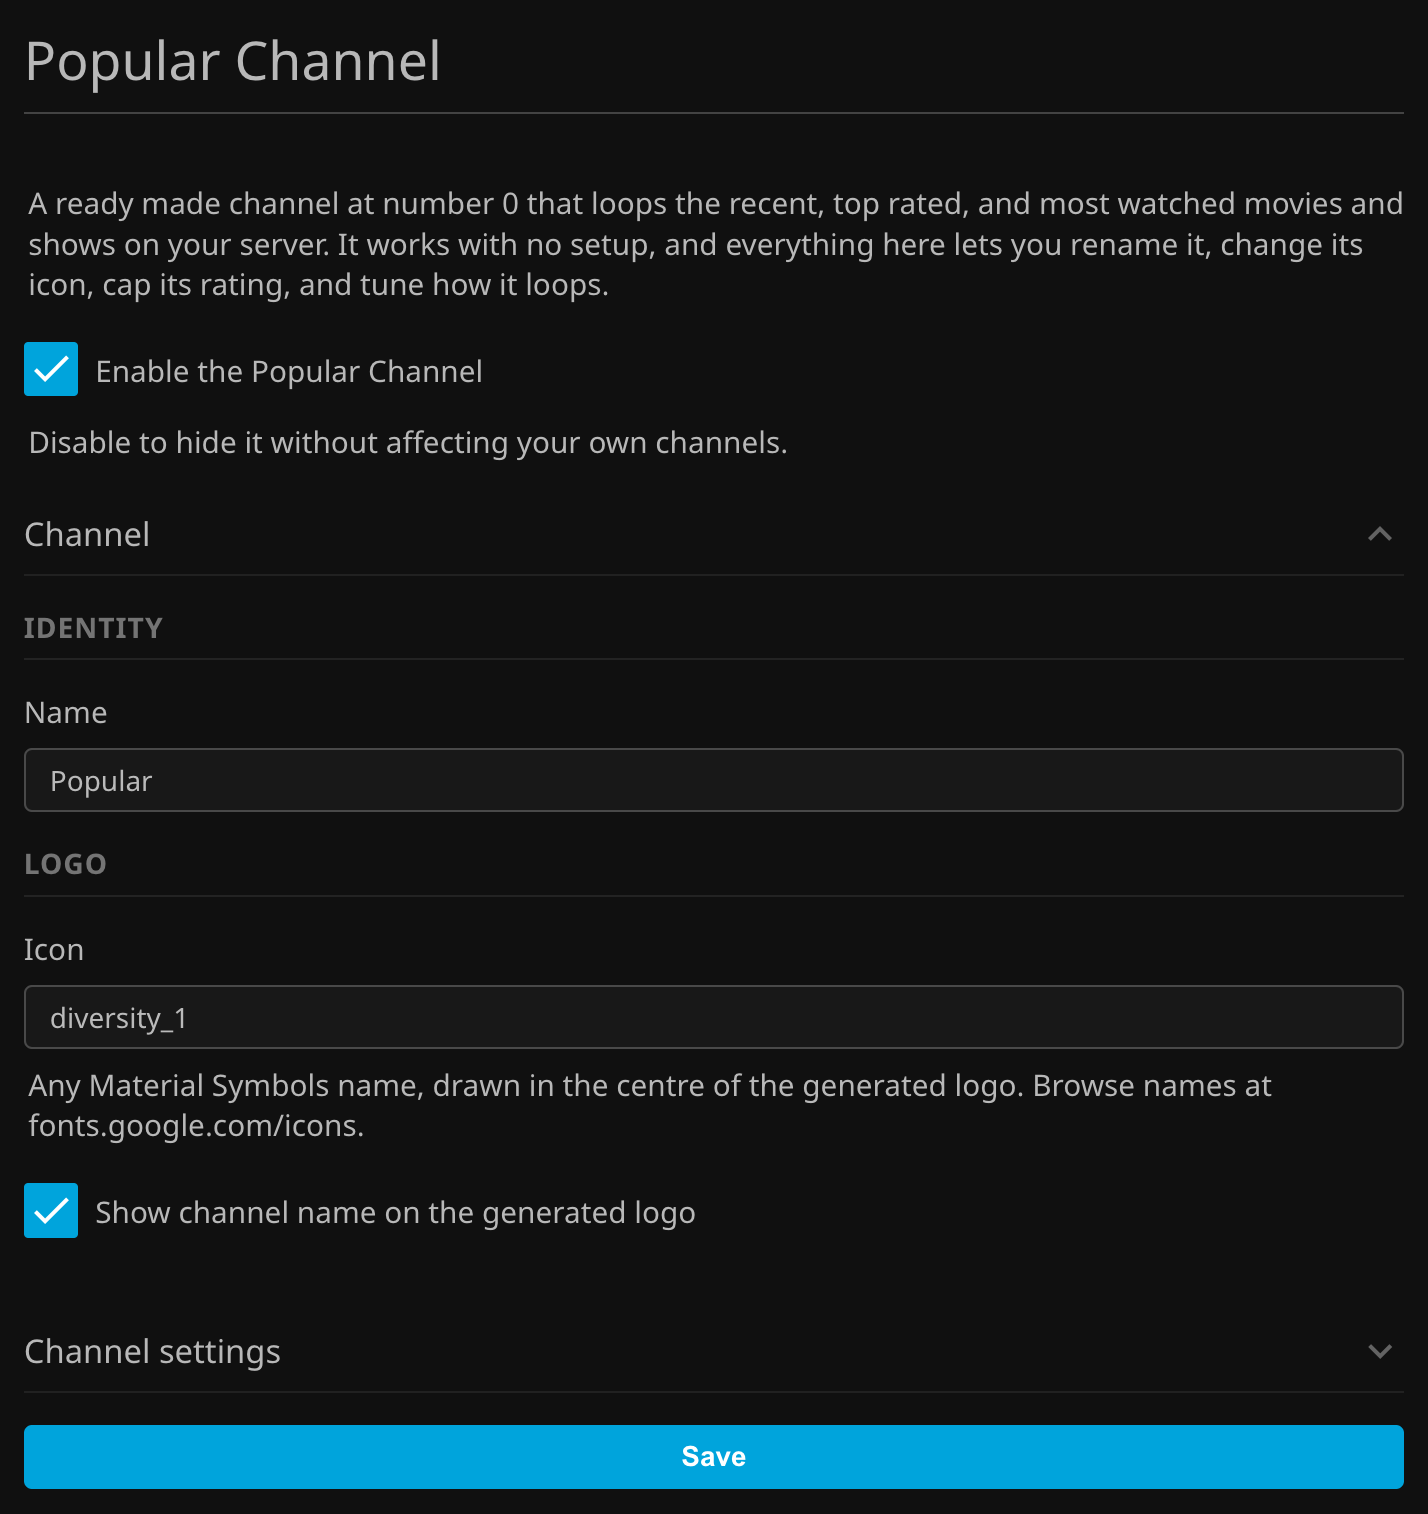 Popular Channel
A ready made channel at number 0 that loops the recent, top rated, and most watched movies and
shows on your server. It works with no setup, and everything here lets you rename it, change its
icon, cap its rating, and tune how it loops.
Enable the Popular Channel
Disable to hide it without affecting your own channels.
Channel
IDENTITY
Name
Popular
LOGO
Icon
diversity_1
Any Material Symbols name, drawn in the centre of the generated logo. Browse names at
fonts.google.com/icons.
Show channel name on the generated logo
Channel settings
Save